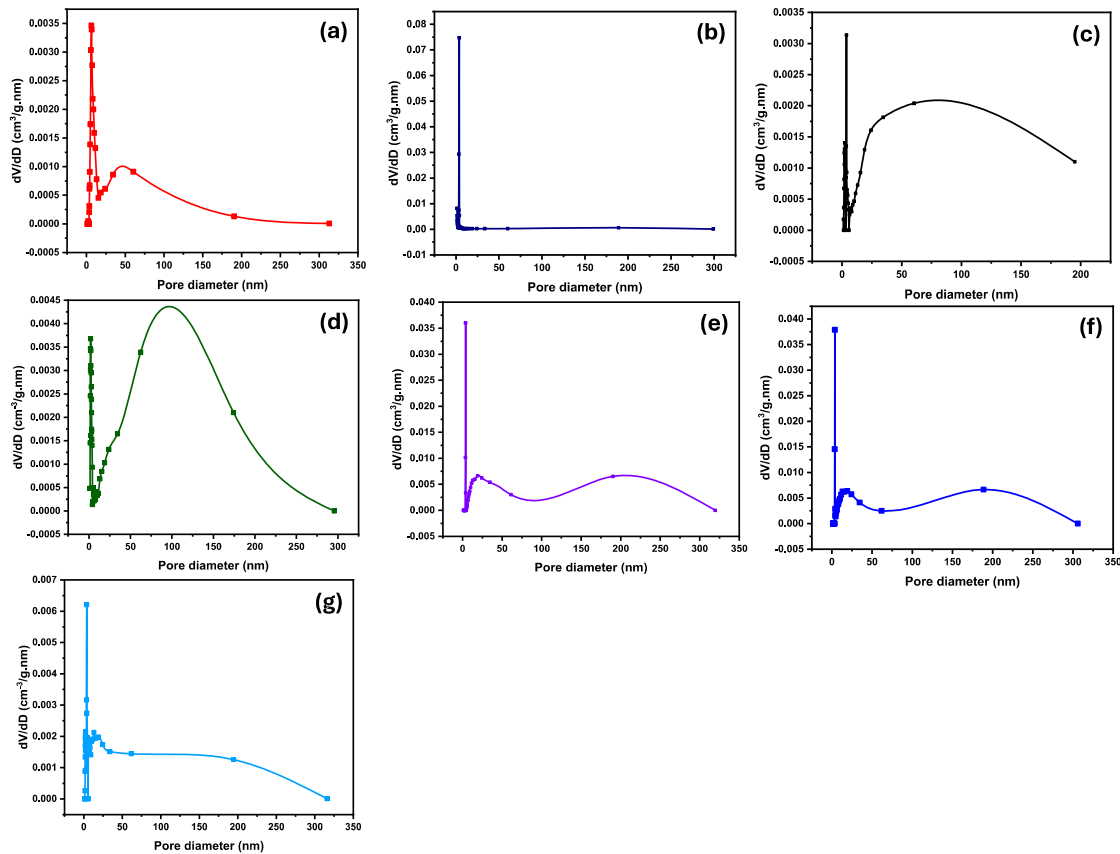 (a)
dV/dD (cm³/g.nm)
0.0035
0.0030
0.0025
0.0020
0.0015
0.0010
0.0005
0.0000
-0.0005
0 50 100 150 200 250 300 350
Pore diameter (nm)
(b)
dV/dD (cm³/g.nm)
0.08
0.07
0.06
0.05
0.04
0.03
0.02
0.01
0.00
-0.01
0 100 200 300
Pore diameter (nm)
(c)
dV/dD (cm³/g.nm)
0.0035
0.0030
0.0025
0.0020
0.0015
0.0010
0.0005
0.0000
-0.0005
0 50 100 150 200
Pore diameter (nm)
(d)
dV/dD (cm⁻³/g.nm)
0.0045
0.0040
0.0035
0.0030
0.0025
0.0020
0.0015
0.0010
0.0005
0.0000
-0.0005
0 50 100 150 200 250 300
Pore diameter (nm)
(e)
dV/dD (cm³/g.nm)
0.040
0.035
0.030
0.025
0.020
0.015
0.010
0.005
0.000
-0.005
0 50 100 150 200 250 300 350
Pore diameter (nm)
(f)
dV/dD (cm³/g.nm)
0.040
0.035
0.030
0.025
0.020
0.015
0.010
0.005
0.000
-0.005
0 50 100 150 200 250 300 350
Pore diameter (nm)
(g)
dV/dD (cm⁻³/g.nm)
0.007
0.006
0.005
0.004
0.003
0.002
0.001
0.000
0 50 100 150 200 250 300 350
Pore diameter (nm)